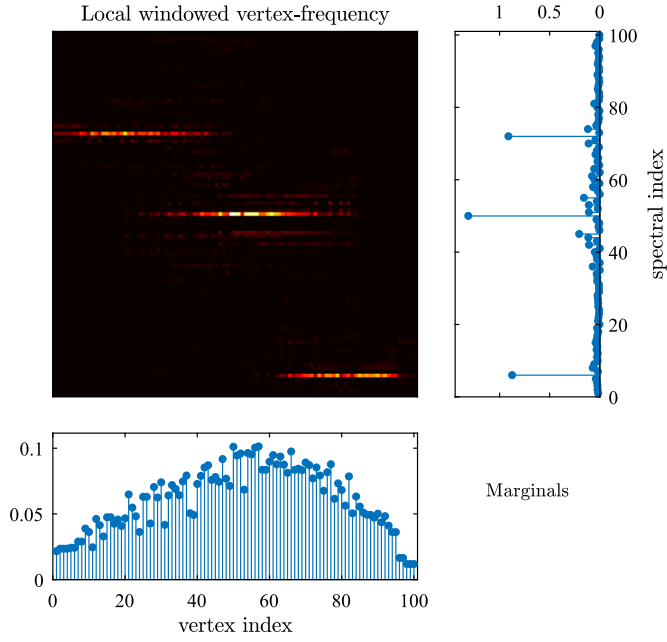 Local windowed vertex-frequency
1 0.5 0
100
80
60
40
20
0
spectral index
0.1
0.05
0
0 20 40 60 80 100
vertex index
Marginals